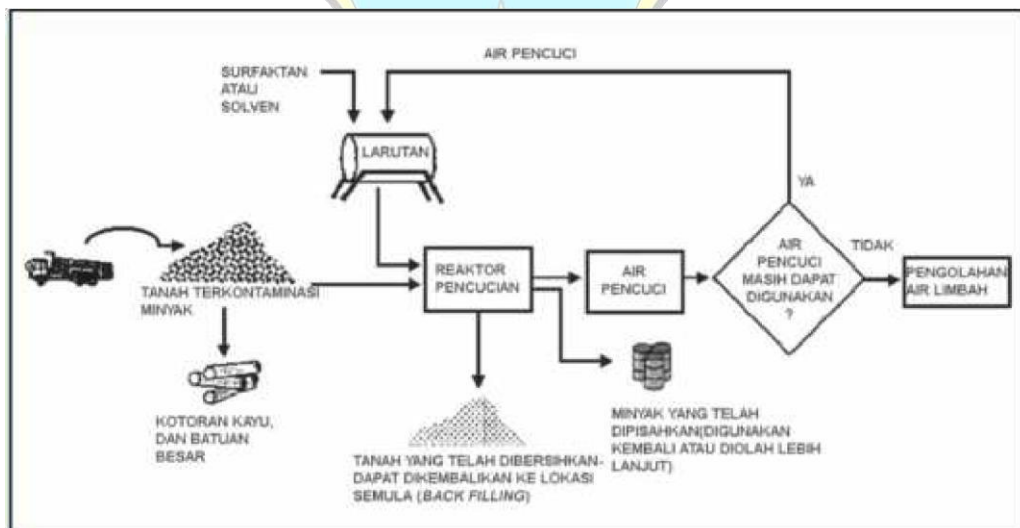 AIR PENCUCI
SURFAKTAN
ATAU
SOLVEN
LARUTAN
YA
TANAH TERKONTAMINASI
MINYAK
REAKTOR
PENCUCIAN
AIR
PENCUCI
AIR
PENCUCI
MASIH DAPAT
DIGUNAKAN
?
TIDAK
PENGOLAHAN
AIR LIMBAH
KOTORAN KAYU,
DAN BATUAN
BESAR
TANAH YANG TELAH DIBERSIHKAN-
DAPAT DIKEMBALIKAN KE LOKASI
SEMULA (BACK FILLING)
MINYAK YANG TELAH
DIPISAHKAN(DIGUNAKAN
KEMBALI ATAU DIOLAH LEBIH
LANJUT)